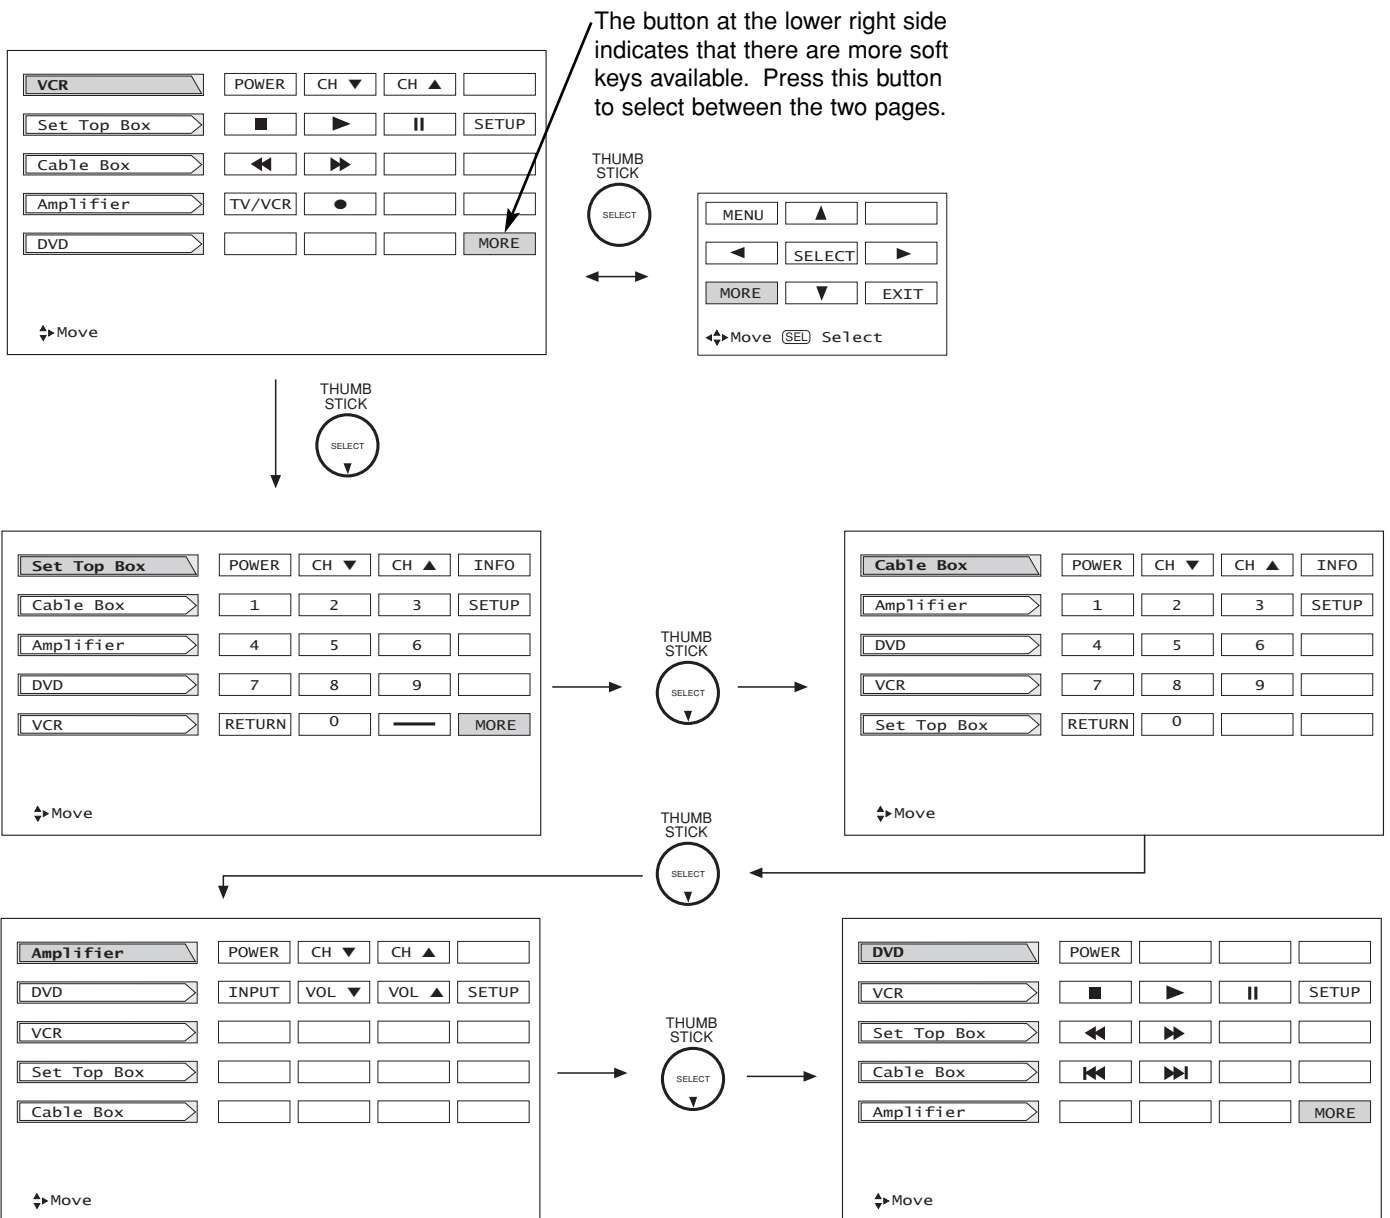 The button at the lower right side
indicates that there are more soft
keys available. Press this button
to select between the two pages.
VCR POWER CH ▼ CH ▲
Set Top Box ■ ▶ II SETUP
Cable Box ◀◀ ▶▶
Amplifier TV/VCR ●
DVD MORE
Move
THUMB
STICK
SELECT
MENU ▲
◀ SELECT ▶
MORE ▼ EXIT
Move SEL Select
THUMB
STICK
SELECT
▼
Set Top Box POWER CH ▼ CH ▲ INFO
Cable Box 1 2 3 SETUP
Amplifier 4 5 6
DVD 7 8 9
VCR RETURN 0 — MORE
Move
THUMB
STICK
SELECT
▼
Cable Box POWER CH ▼ CH ▲ INFO
Amplifier 1 2 3 SETUP
DVD 4 5 6
VCR 7 8 9
Set Top Box RETURN 0
Move
THUMB
STICK
SELECT
▼
Amplifier POWER CH ▼ CH ▲
DVD INPUT VOL ▼ VOL ▲ SETUP
VCR
Set Top Box
Cable Box
Move
THUMB
STICK
SELECT
▼
DVD POWER
VCR ■ ▶ II SETUP
Set Top Box ◀◀ ▶▶
Cable Box I◀◀ ▶▶I
Amplifier MORE
Move